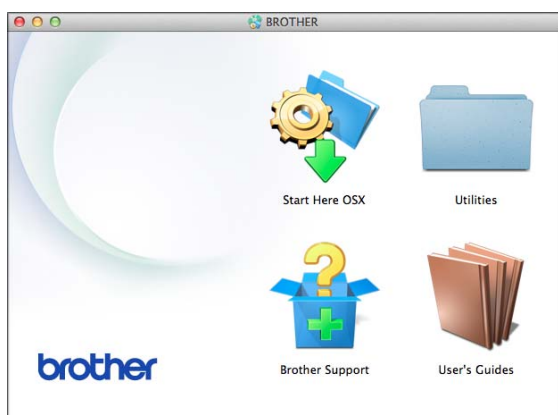 BROTHER
Start Here OSX
Utilities
Brother Support
User's Guides
brother